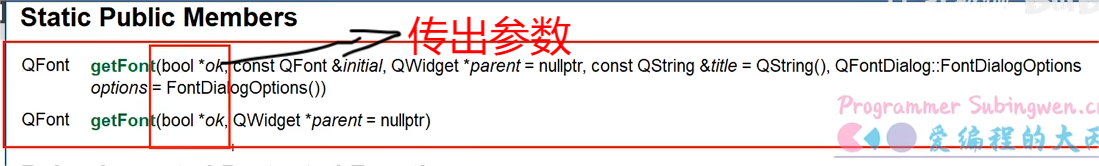 Static Public Members
传出参数
QFont getFont(bool *ok, const QFont &initial, QWidget *parent = nullptr, const QString &title = QString(), QFontDialog::FontDialogOptions
options = FontDialogOptions())
QFont getFont(bool *ok, QWidget *parent = nullptr)
Programmer Subingwen.cn
爱编程的大丙